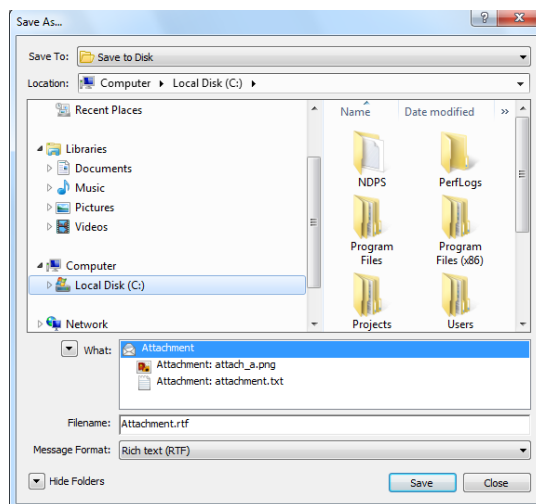 Save As...
Save To: Save to Disk
Location: Computer Local Disk (C:)
Recent Places
Libraries
Documents
Music
Pictures
Videos
Computer
Local Disk (C:)
Network
Name Date modified »
NDPS PerfLogs
Program Files Program Files (x86)
Projects Users
What: Attachment
Attachment: attach_a.png
Attachment: attachment.txt
Filename: Attachment.rtf
Message Format: Rich text (RTF)
Hide Folders Save Close